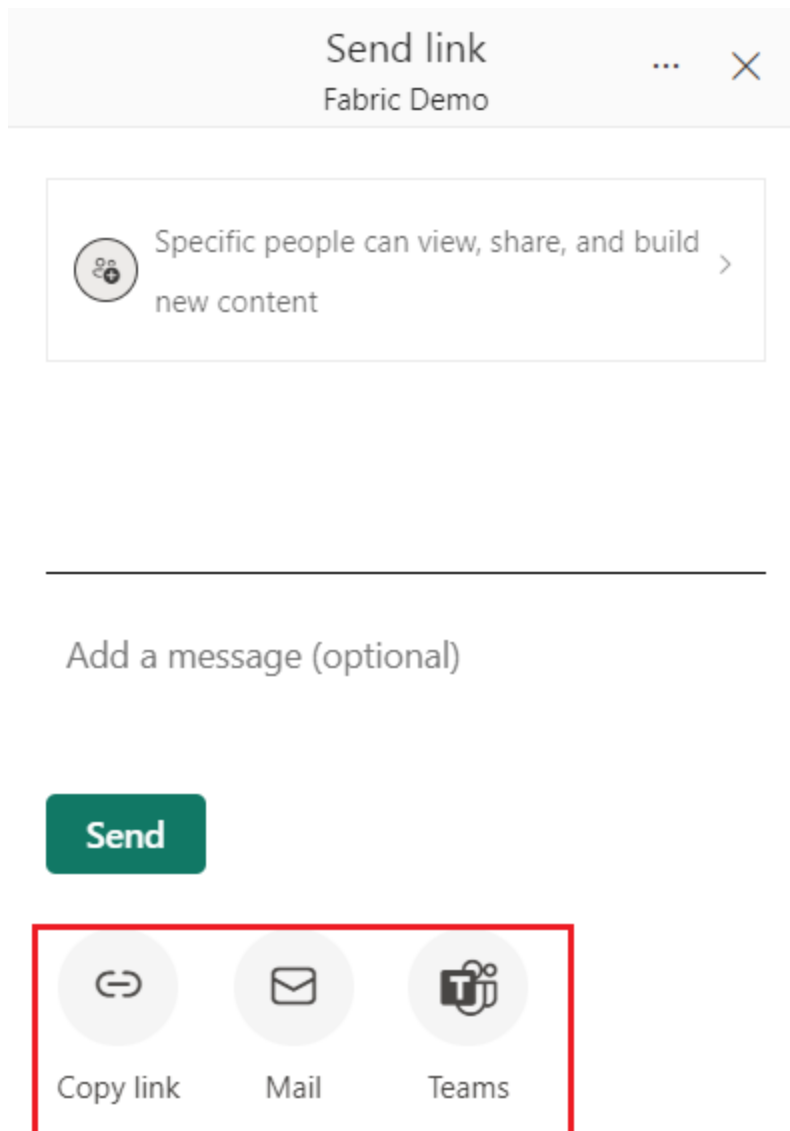 Send link
...
Fabric Demo
Specific people can view, share, and build
new content
Add a message (optional)
Send
T
Copy link
Mail
Teams